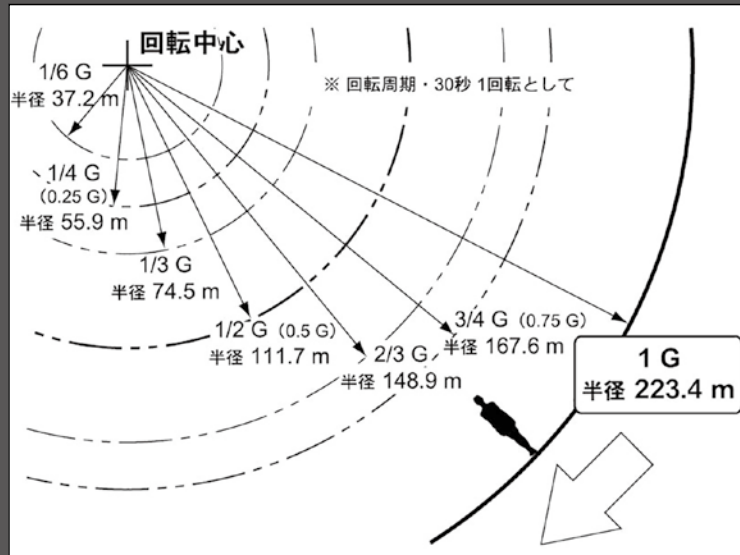 回転中心
1/6 G
半径 37.2 m
※ 回転周期・30秒 1回転として
1/4 G
（0.25 G）
半径 55.9 m
1/3 G
半径 74.5 m
1/2 G（0.5 G）
半径 111.7 m
2/3 G
半径 148.9 m
3/4 G（0.75 G）
半径 167.6 m
1 G
半径 223.4 m